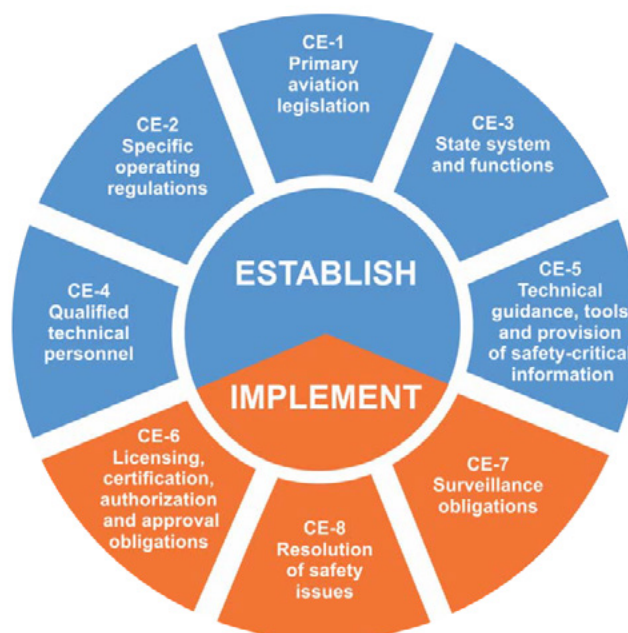 CE-1
Primary
aviation
legislation
CE-2
Specific
operating
regulations
CE-3
State system
and functions
ESTABLISH
CE-4
Qualified
technical
personnel
CE-5
Technical
guidance, tools
and provision
of safety-critical
information
IMPLEMENT
CE-6
Licensing,
certification,
authorization
and approval
obligations
CE-7
Surveillance
obligations
CE-8
Resolution
of safety
issues